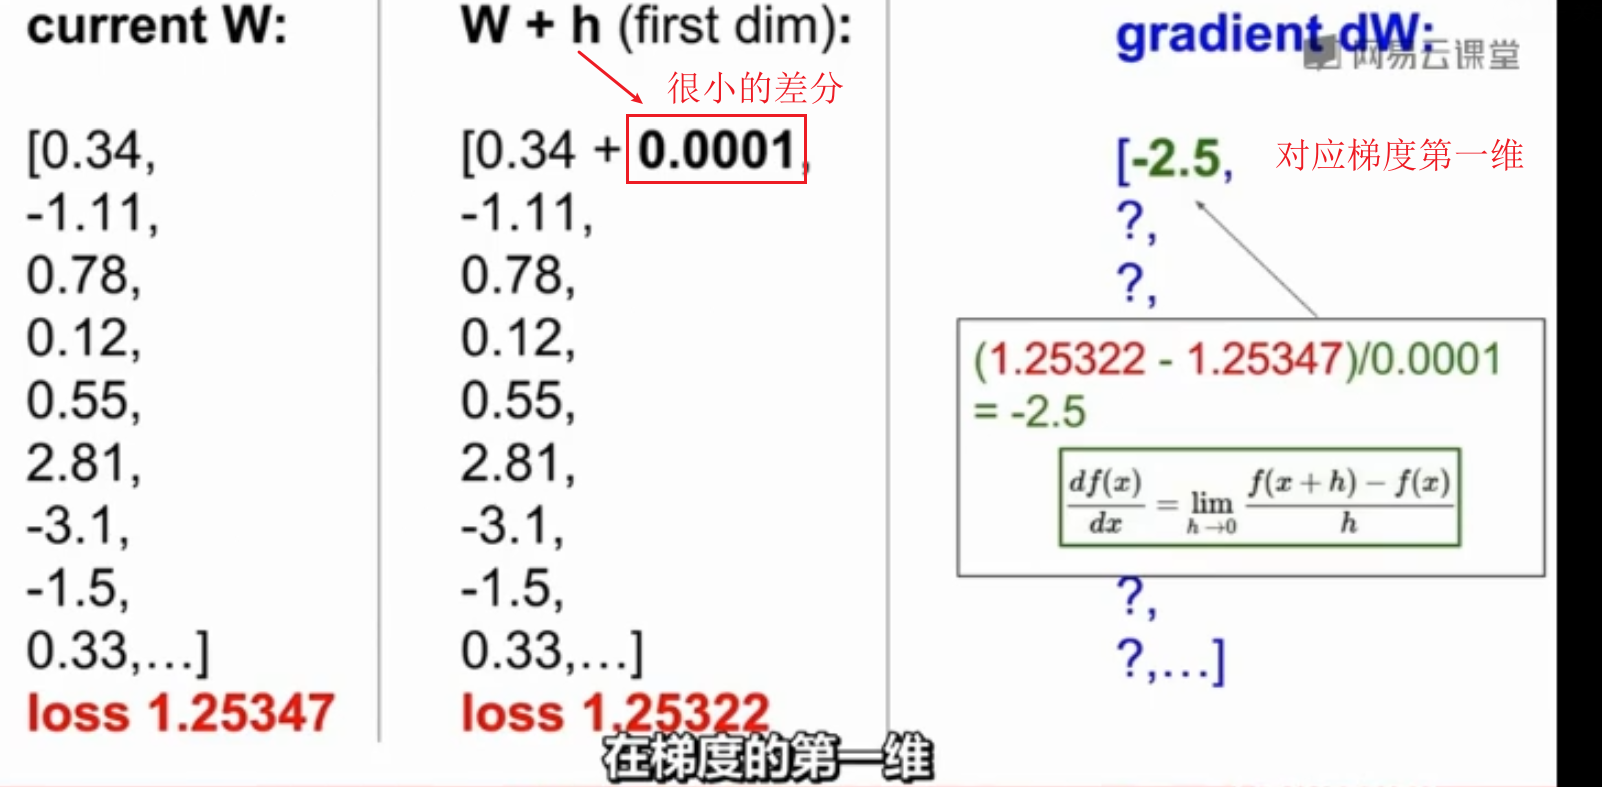 current W:
[0.34,
-1.11,
0.78,
0.12,
0.55,
2.81,
-3.1,
-1.5,
0.33,…]
loss 1.25347
W + h (first dim):
很小的差分
[0.34 + 0.0001,
-1.11,
0.78,
0.12,
0.55,
2.81,
-3.1,
-1.5,
0.33,…]
loss 1.25322
gradient dW:
网易云课堂
[-2.5,
对应梯度第一维
?,
?,
(1.25322 - 1.25347)/0.0001
= -2.5
df(x)/dx = lim h→0 f(x + h) − f(x)/h
?,
?,…]
在梯度的第一维